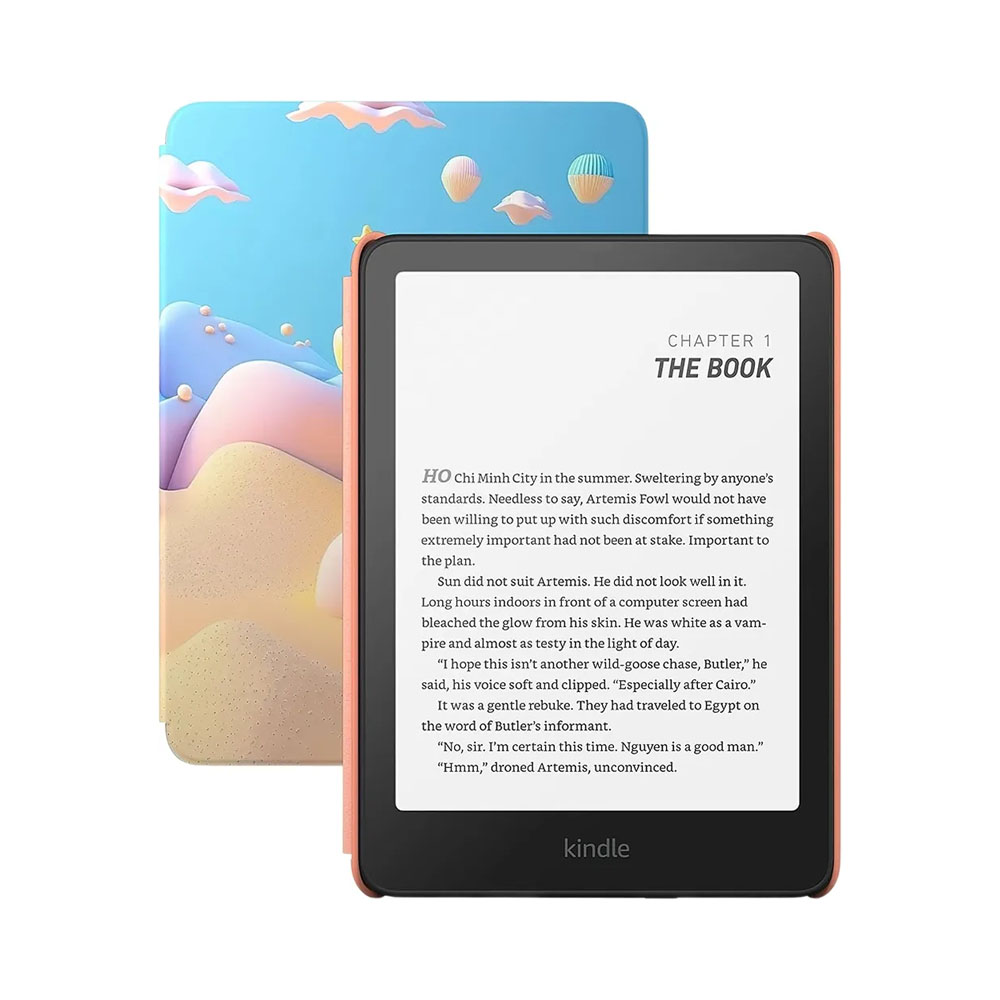 CHAPTER 1
THE BOOK
HO Chi Minh City in the summer. Sweltering by anyone’s
standards. Needless to say, Artemis Fowl would not have
been willing to put up with such discomfort if something
extremely important had not been at stake. Important to
the plan.
Sun did not suit Artemis. He did not look well in it.
Long hours indoors in front of a computer screen had
bleached the glow from his skin. He was white as a vam-
pire and almost as testy in the light of day.
“I hope this isn’t another wild-goose chase, Butler,” he
said, his voice soft and clipped. “Especially after Cairo.”
It was a gentle rebuke. They had traveled to Egypt on
the word of Butler’s informant.
“No, sir. I’m certain this time. Nguyen is a good man.”
“Hmm,” droned Artemis, unconvinced.
kindle